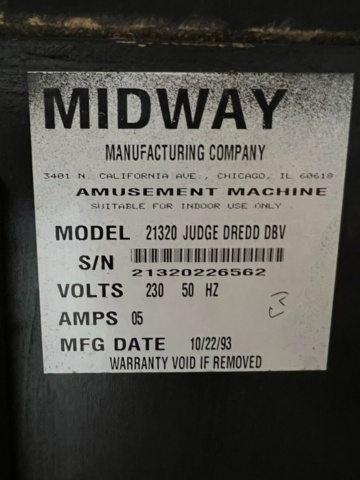 MIDWAY
MANUFACTURING COMPANY
3401 N. CALIFORNIA AVE., CHICAGO, IL 60618
AMUSEMENT MACHINE
SUITABLE FOR INDOOR USE ONLY
MODEL 21320 JUDGE DREDD DBV
S/N 21320226562
VOLTS 230 50 HZ
AMPS 05
MFG DATE 10/22/93
WARRANTY VOID IF REMOVED